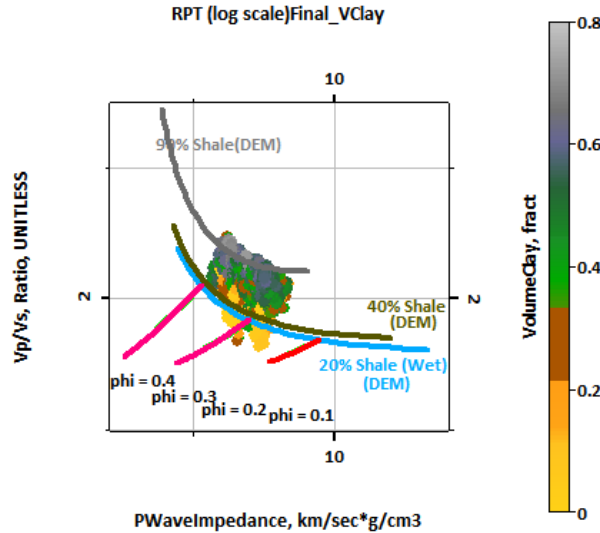 RPT (log scale)Final_VClay
10
0.8
90% Shale(DEM)
0.6
Vp/Vs, Ratio, UNITLESS
VolumeClay, fract
2
2
0.4
40% Shale
(DEM)
20% Shale (Wet)
(DEM)
phi = 0.4
phi = 0.3
phi = 0.2
phi = 0.1
0.2
10
0
PWaveImpedance, km/sec*g/cm3